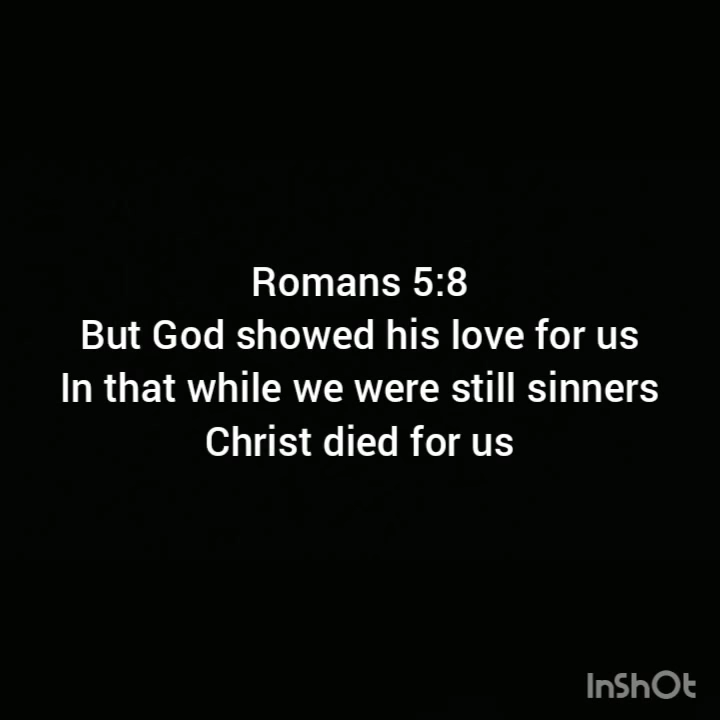 Romans 5:8
But God showed his love for us
In that while we were still sinners
Christ died for us
InShOt